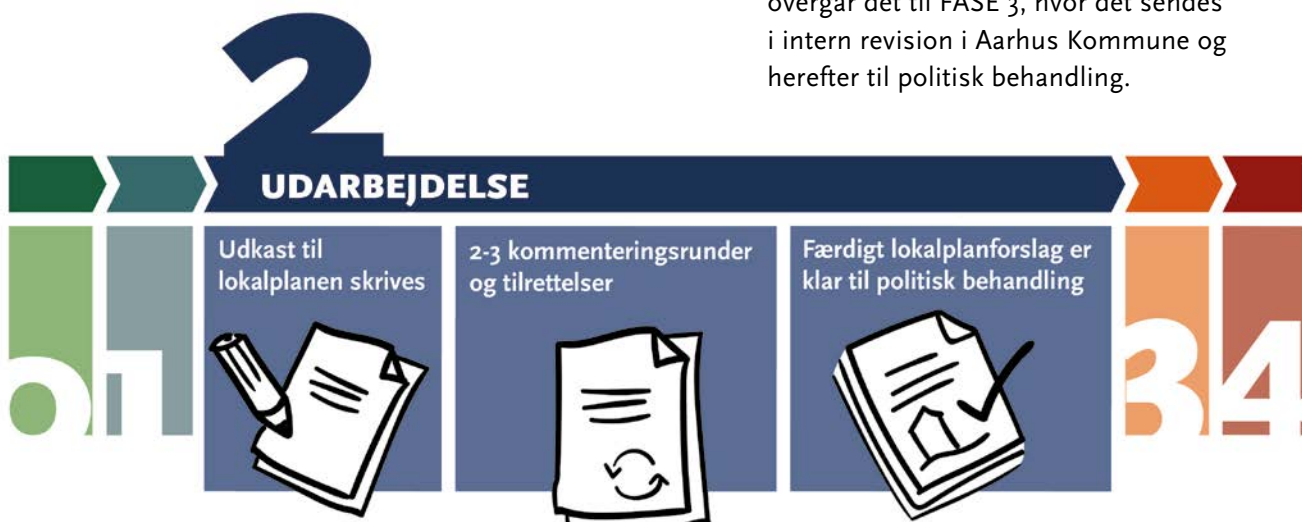 overgår det til FASE 3, hvor det sendes
i intern revision i Aarhus Kommune og
herefter til politisk behandling.
2
UDARBEJDELSE
Udkast til
lokalplanen skrives
2-3 kommenteringsrunder
og tilrettelser
Færdigt lokalplanforslag er
klar til politisk behandling
0
1
3
4